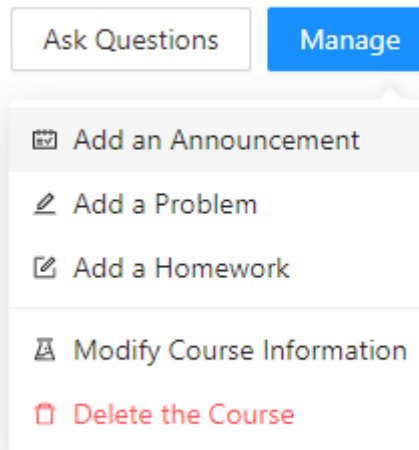 Ask Questions Manage
Add an Announcement
Add a Problem
Add a Homework
Modify Course Information
Delete the Course